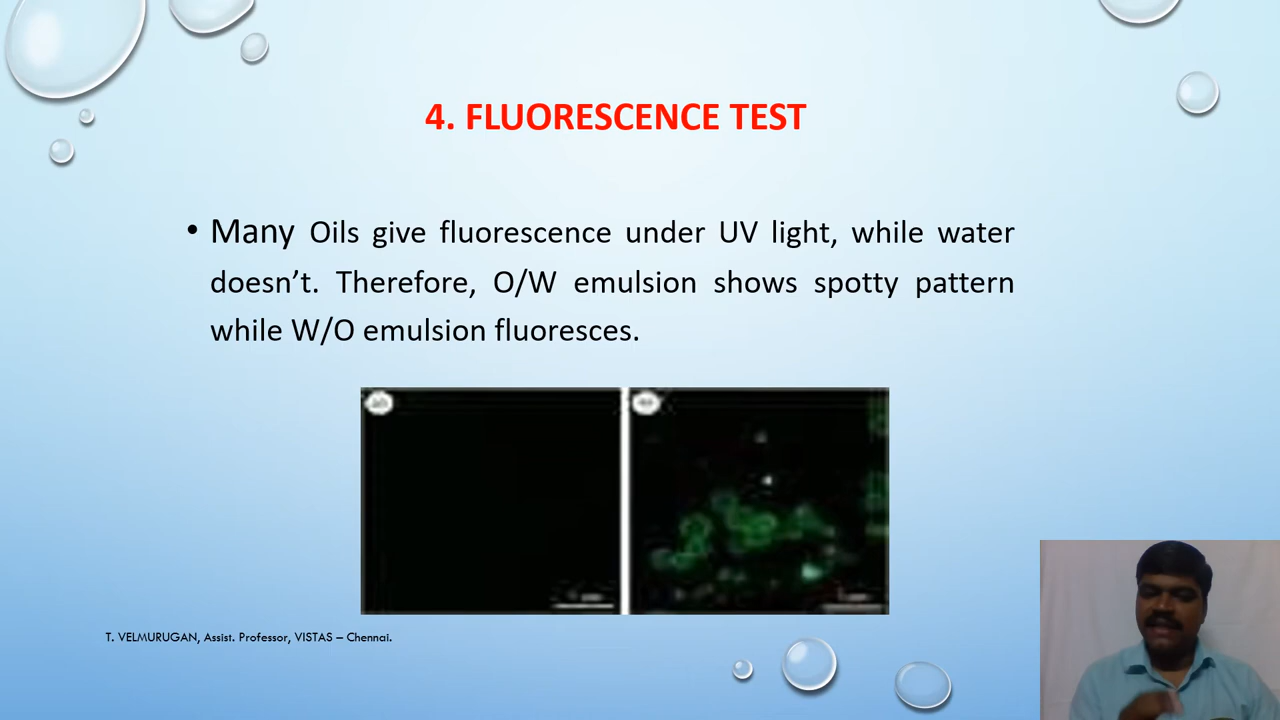 4. FLUORESCENCE TEST
• Many Oils give fluorescence under UV light, while water
doesn’t. Therefore, O/W emulsion shows spotty pattern
while W/O emulsion fluoresces.
T. VELMURUGAN, Assist. Professor, VISTAS – Chennai.